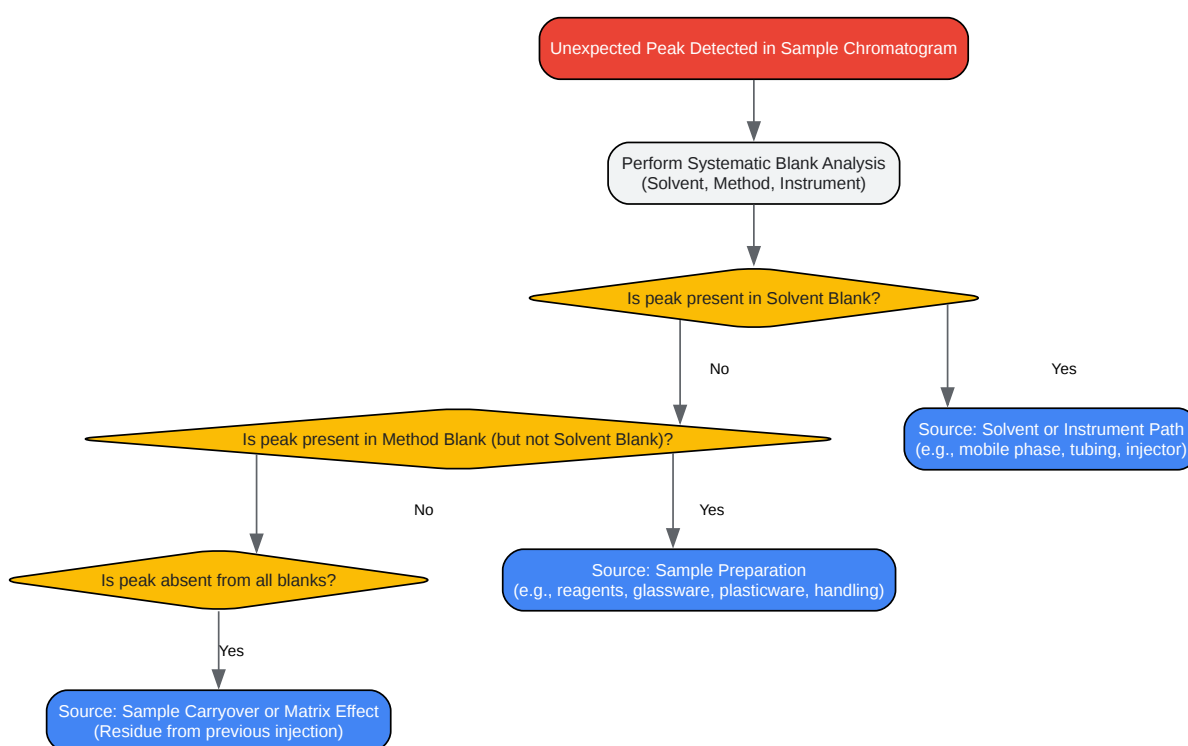 Unexpected Peak Detected in Sample Chromatogram
Perform Systematic Blank Analysis
(Solvent, Method, Instrument)
Is peak present in Solvent Blank?
No
Yes
Is peak present in Method Blank (but not Solvent Blank)?
Source: Solvent or Instrument Path
(e.g., mobile phase, tubing, injector)
No
Yes
Is peak absent from all blanks?
Source: Sample Preparation
(e.g., reagents, glassware, plasticware, handling)
Yes
Source: Sample Carryover or Matrix Effect
(Residue from previous injection)